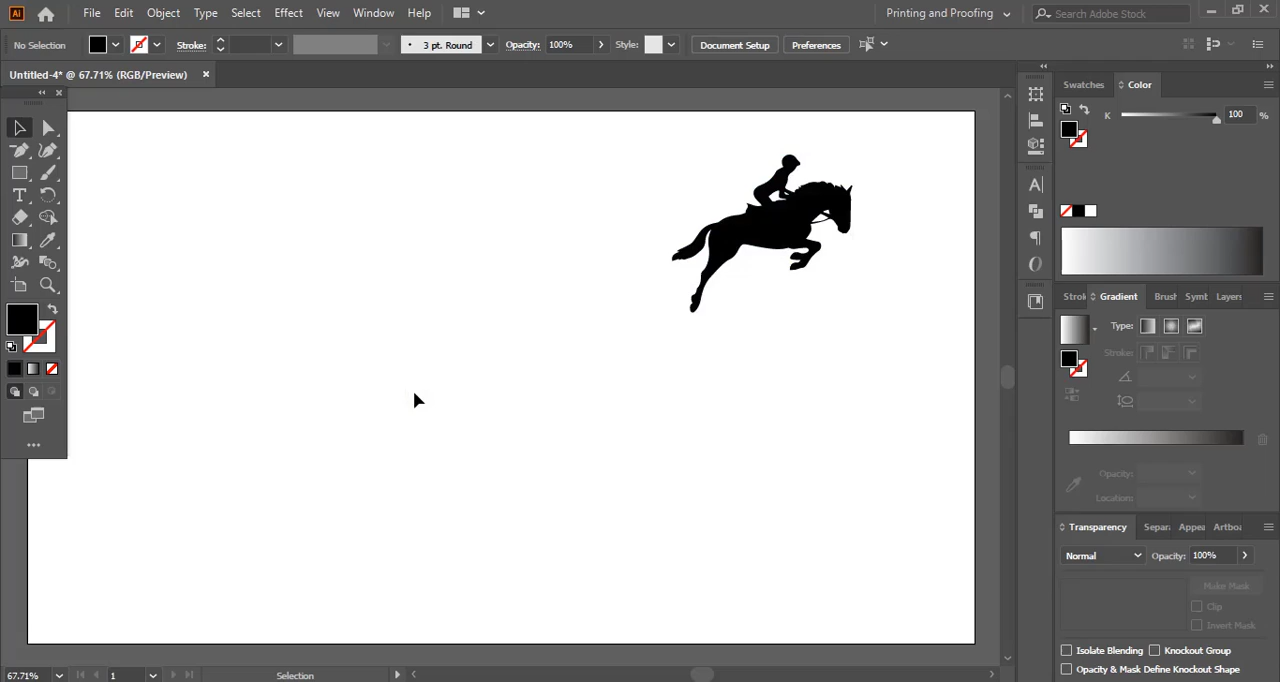 Ai File Edit Object Type Select Effect View Window Help Printing and Proofing Search Adobe Stock
No Selection Stroke: 3 pt. Round Opacity: 100% Style: Document Setup Preferences
Untitled-4* @ 67.71% (RGB/Preview) ×
Swatches Color
K 100 %
Strok Gradient Brush Symb Layers
Type:
Stroke:
Opacity:
Location:
Transparency Separ Appea Artboa
Normal Opacity: 100%
Make Mask
Clip
Invert Mask
Isolate Blending Knockout Group
Opacity & Mask Define Knockout Shape
67.71% 1 Selection